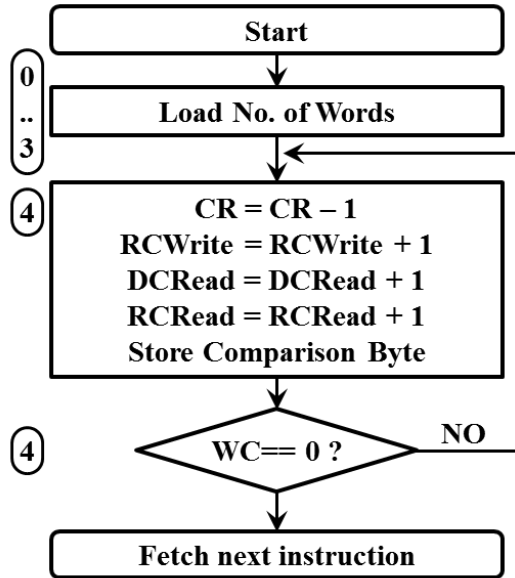 Start
0
..
3
Load No. of Words
4
CR = CR – 1
RCWrite = RCWrite + 1
DCRead = DCRead + 1
RCRead = RCRead + 1
Store Comparison Byte
4
WC== 0 ?
NO
Fetch next instruction